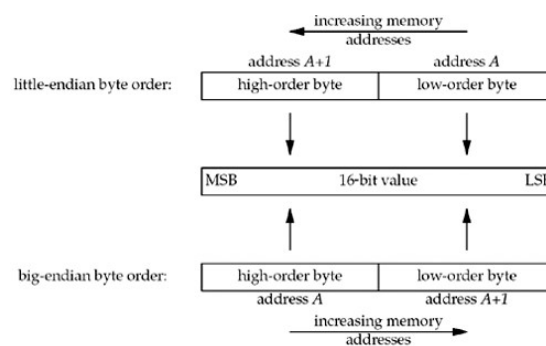 increasing memory
addresses
address A+1 address A
little-endian byte order: high-order byte low-order byte
MSB 16-bit value LSB
big-endian byte order: high-order byte low-order byte
address A address A+1
increasing memory
addresses